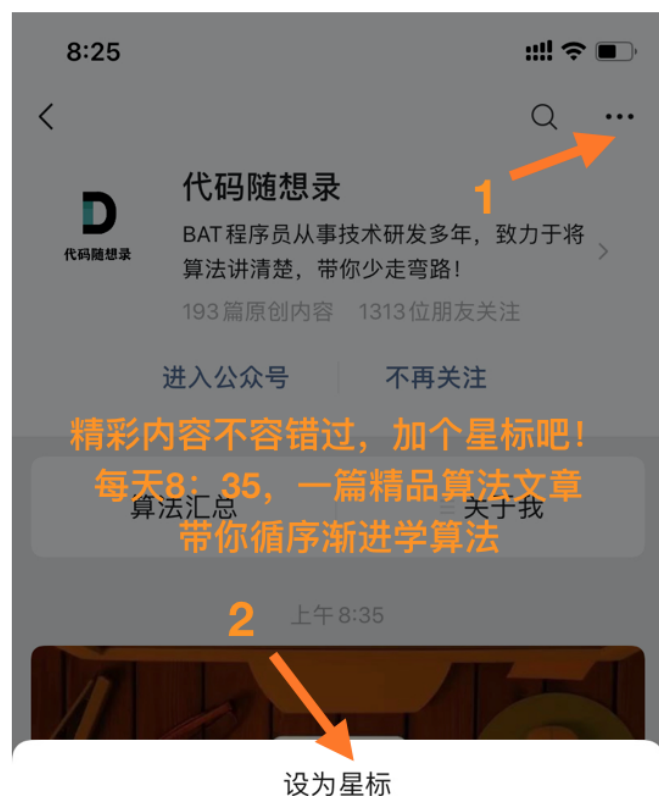 8:25
1
代码随想录
BAT程序员从事技术研发多年，致力于将
算法讲清楚，带你少走弯路！
代码随想录
193篇原创内容 1313位朋友关注
进入公众号 不再关注
精彩内容不容错过，加个星标吧！
每天8：35，一篇精品算法文章
算法汇总 关于我
带你循序渐进学算法
上午8:35
2
设为星标